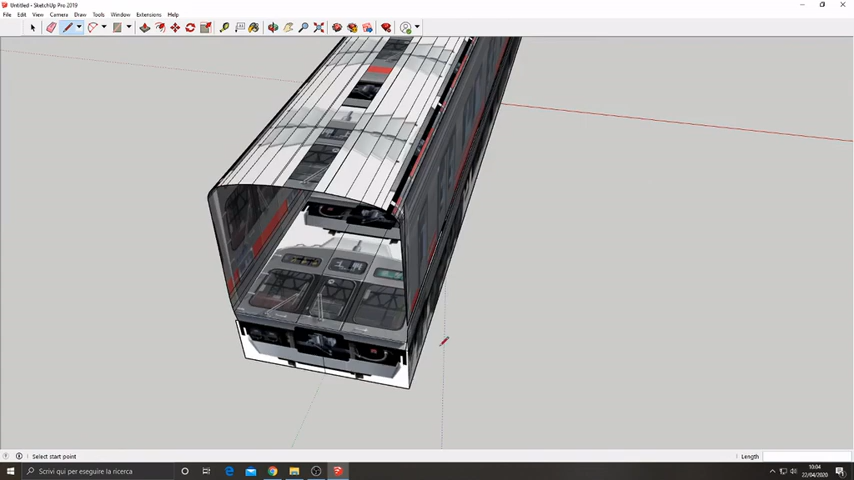 Untitled - SketchUp Pro 2019
File Edit View Camera Draw Tools Window Extensions Help
Select start point
Length
Scrivi qui per eseguire la ricerca
10:04
22/04/2020